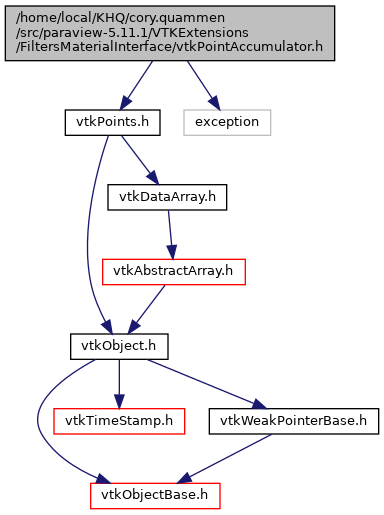 /home/local/KHQ/cory.quammen
/src/paraview-5.11.1/VTKExtensions
/FiltersMaterialInterface/vtkPointAccumulator.h
vtkPoints.h
exception
vtkDataArray.h
vtkAbstractArray.h
vtkObject.h
vtkTimeStamp.h
vtkWeakPointerBase.h
vtkObjectBase.h